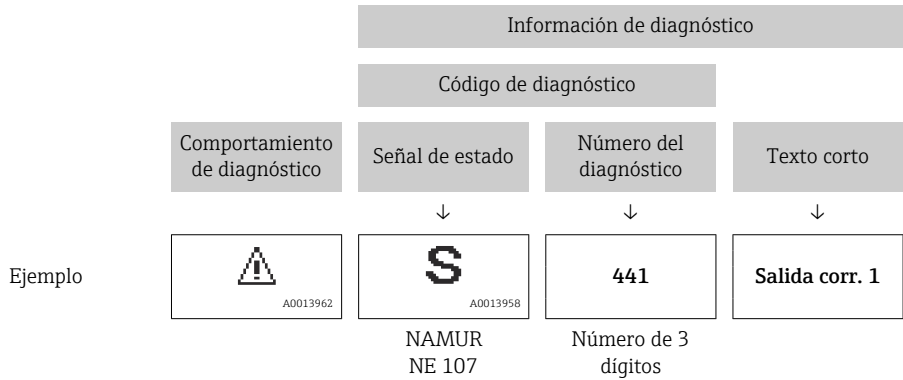 Información de diagnóstico
Código de diagnóstico
Comportamiento
de diagnóstico
Señal de estado
Número del
diagnóstico
Texto corto
↓ ↓ ↓
Ejemplo
A0013962
S
A0013958
441
Salida corr. 1
NAMUR
NE 107
Número de 3
dígitos